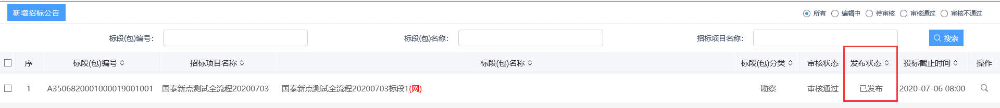 新增招标公告
所有 编辑中 待审核 审核通过 审核不通过
标段(包)编号： 标段(包)名称： 招标项目名称： 搜索
序 标段(包)编号 招标项目名称 标段(包)名称 标段(包)分类 审核状态 发布状态 投标截止时间 操作
1 A3506820001000019001001 国泰新点测试全流程20200703 国泰新点测试全流程20200703标段1(网) 勘察 审核通过 已发布 2020-07-06 08:00